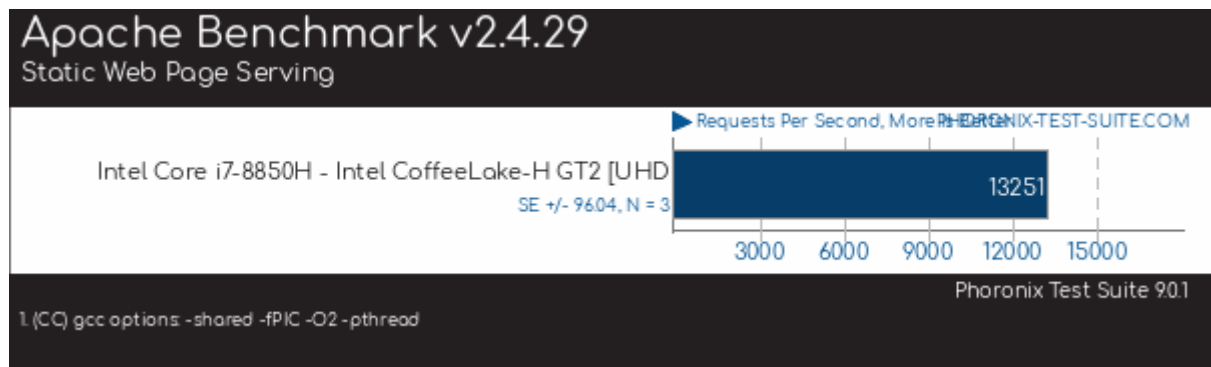 Apache Benchmark v2.4.29
Static Web Page Serving
Requests Per Second, More Is Better
PHORONIX-TEST-SUITE.COM
Intel Core i7-8850H - Intel CoffeeLake-H GT2 [UHD
SE +/- 96.04, N = 3
13251
3000 6000 9000 12000 15000
Phoronix Test Suite 9.0.1
1. (CC) gcc options: -shared -fPIC -O2 -pthread